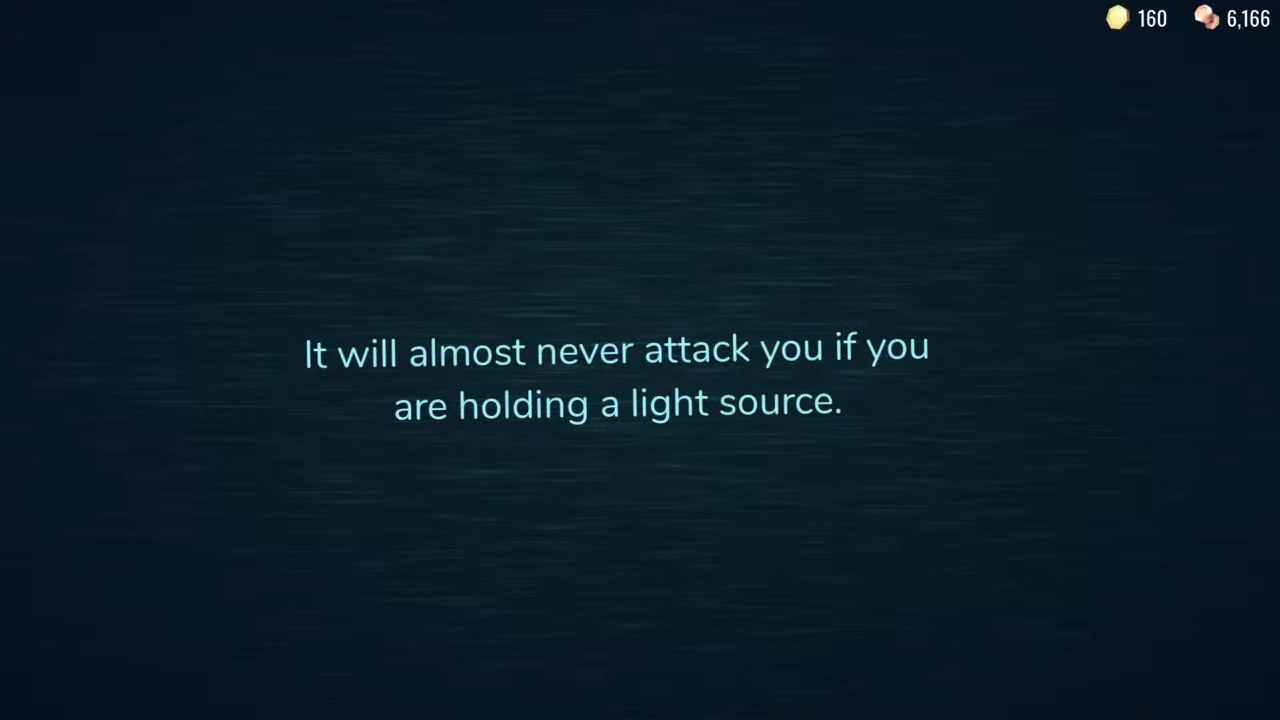 160 6,166
It will almost never attack you if you
are holding a light source.